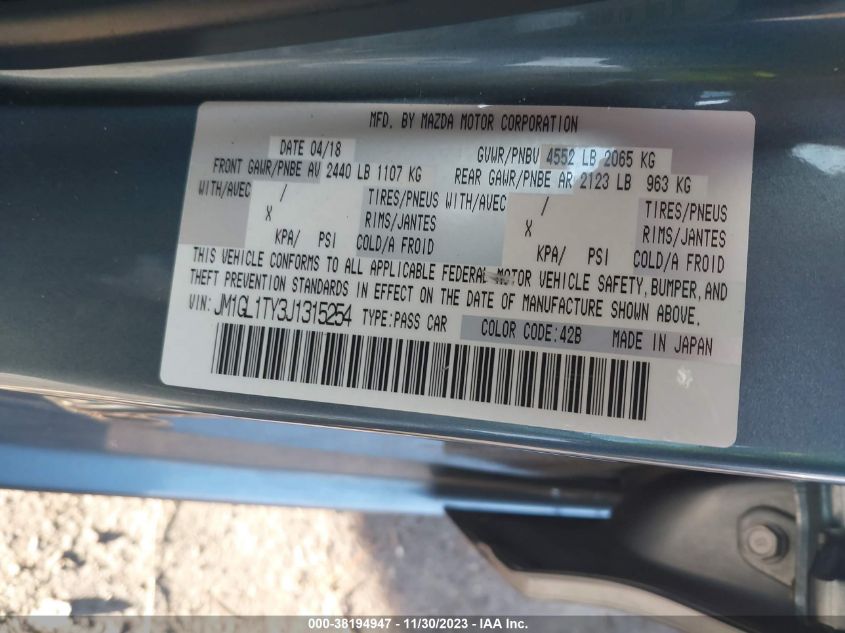 MFD. BY MAZDA MOTOR CORPORATION
DATE 04/18 GVWR/PNBV 4552 LB 2065 KG
FRONT GAWR/PNBE AV 2440 LB 1107 KG REAR GAWR/PNBE AR 2123 LB 963 KG
WITH/AVEC / TIRES/PNEUS WITH/AVEC / TIRES/PNEUS
X RIMS/JANTES X RIMS/JANTES
KPA/ PSI COLD/A FROID KPA/ PSI COLD/A FROID
THIS VEHICLE CONFORMS TO ALL APPLICABLE FEDERAL MOTOR VEHICLE SAFETY, BUMPER, AND
THEFT PREVENTION STANDARDS IN EFFECT ON THE DATE OF MANUFACTURE SHOWN ABOVE.
VIN: JM1GL1TY3J1315254 TYPE:PASS CAR COLOR CODE:42B MADE IN JAPAN
000-38194947 - 11/30/2023 - IAA Inc.